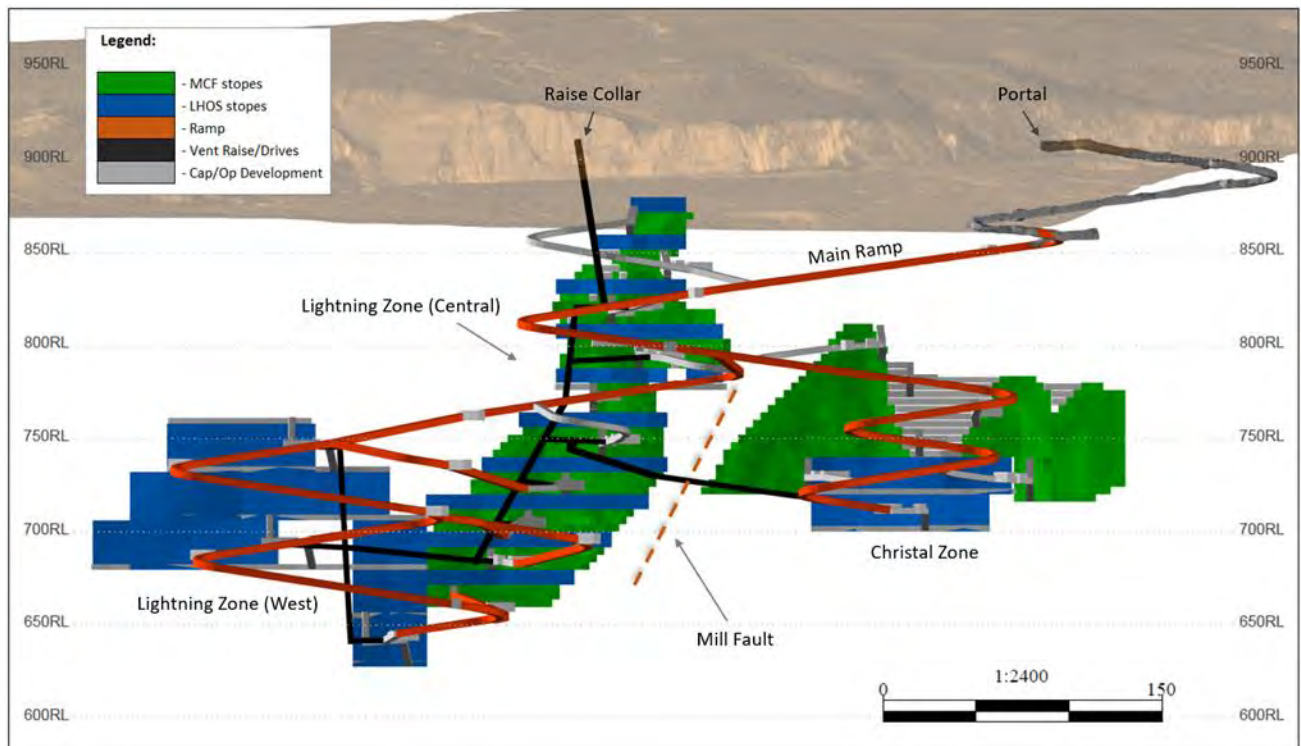 Legend:
- MCF stopes
- LHOS stopes
- Ramp
- Vent Raise/Drives
- Cap/Op Development
950RL
950RL
Raise Collar
Portal
900RL
900RL
850RL
850RL
Main Ramp
Lightning Zone (Central)
800RL
800RL
750RL
750RL
700RL
700RL
Christal Zone
Lightning Zone (West)
650RL
650RL
Mill Fault
1:2400
0
150
600RL
600RL